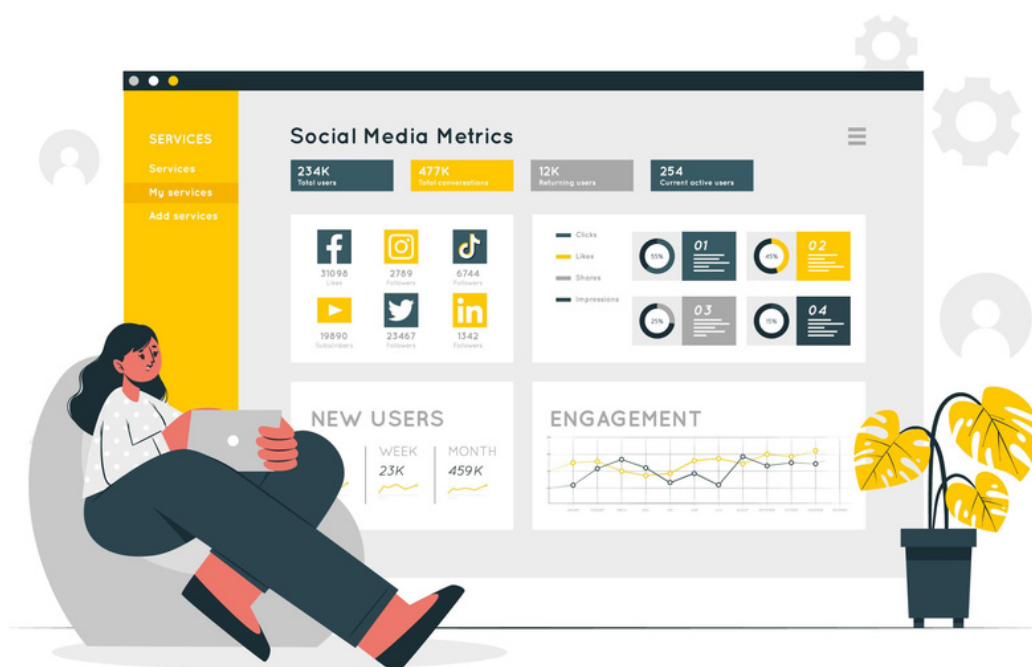 SERVICES
Services
My services
Add services
Social Media Metrics
234K
Total users
477K
Total conversations
12K
Returning users
254
Current active users
31098
Likes
2789
Followers
6744
Followers
19890
Subscribers
23467
Followers
1342
Followers
Clicks
Likes
Shares
Impressions
55%
01
45%
02
25%
03
15%
04
NEW USERS
WEEK
23K
MONTH
459K
ENGAGEMENT